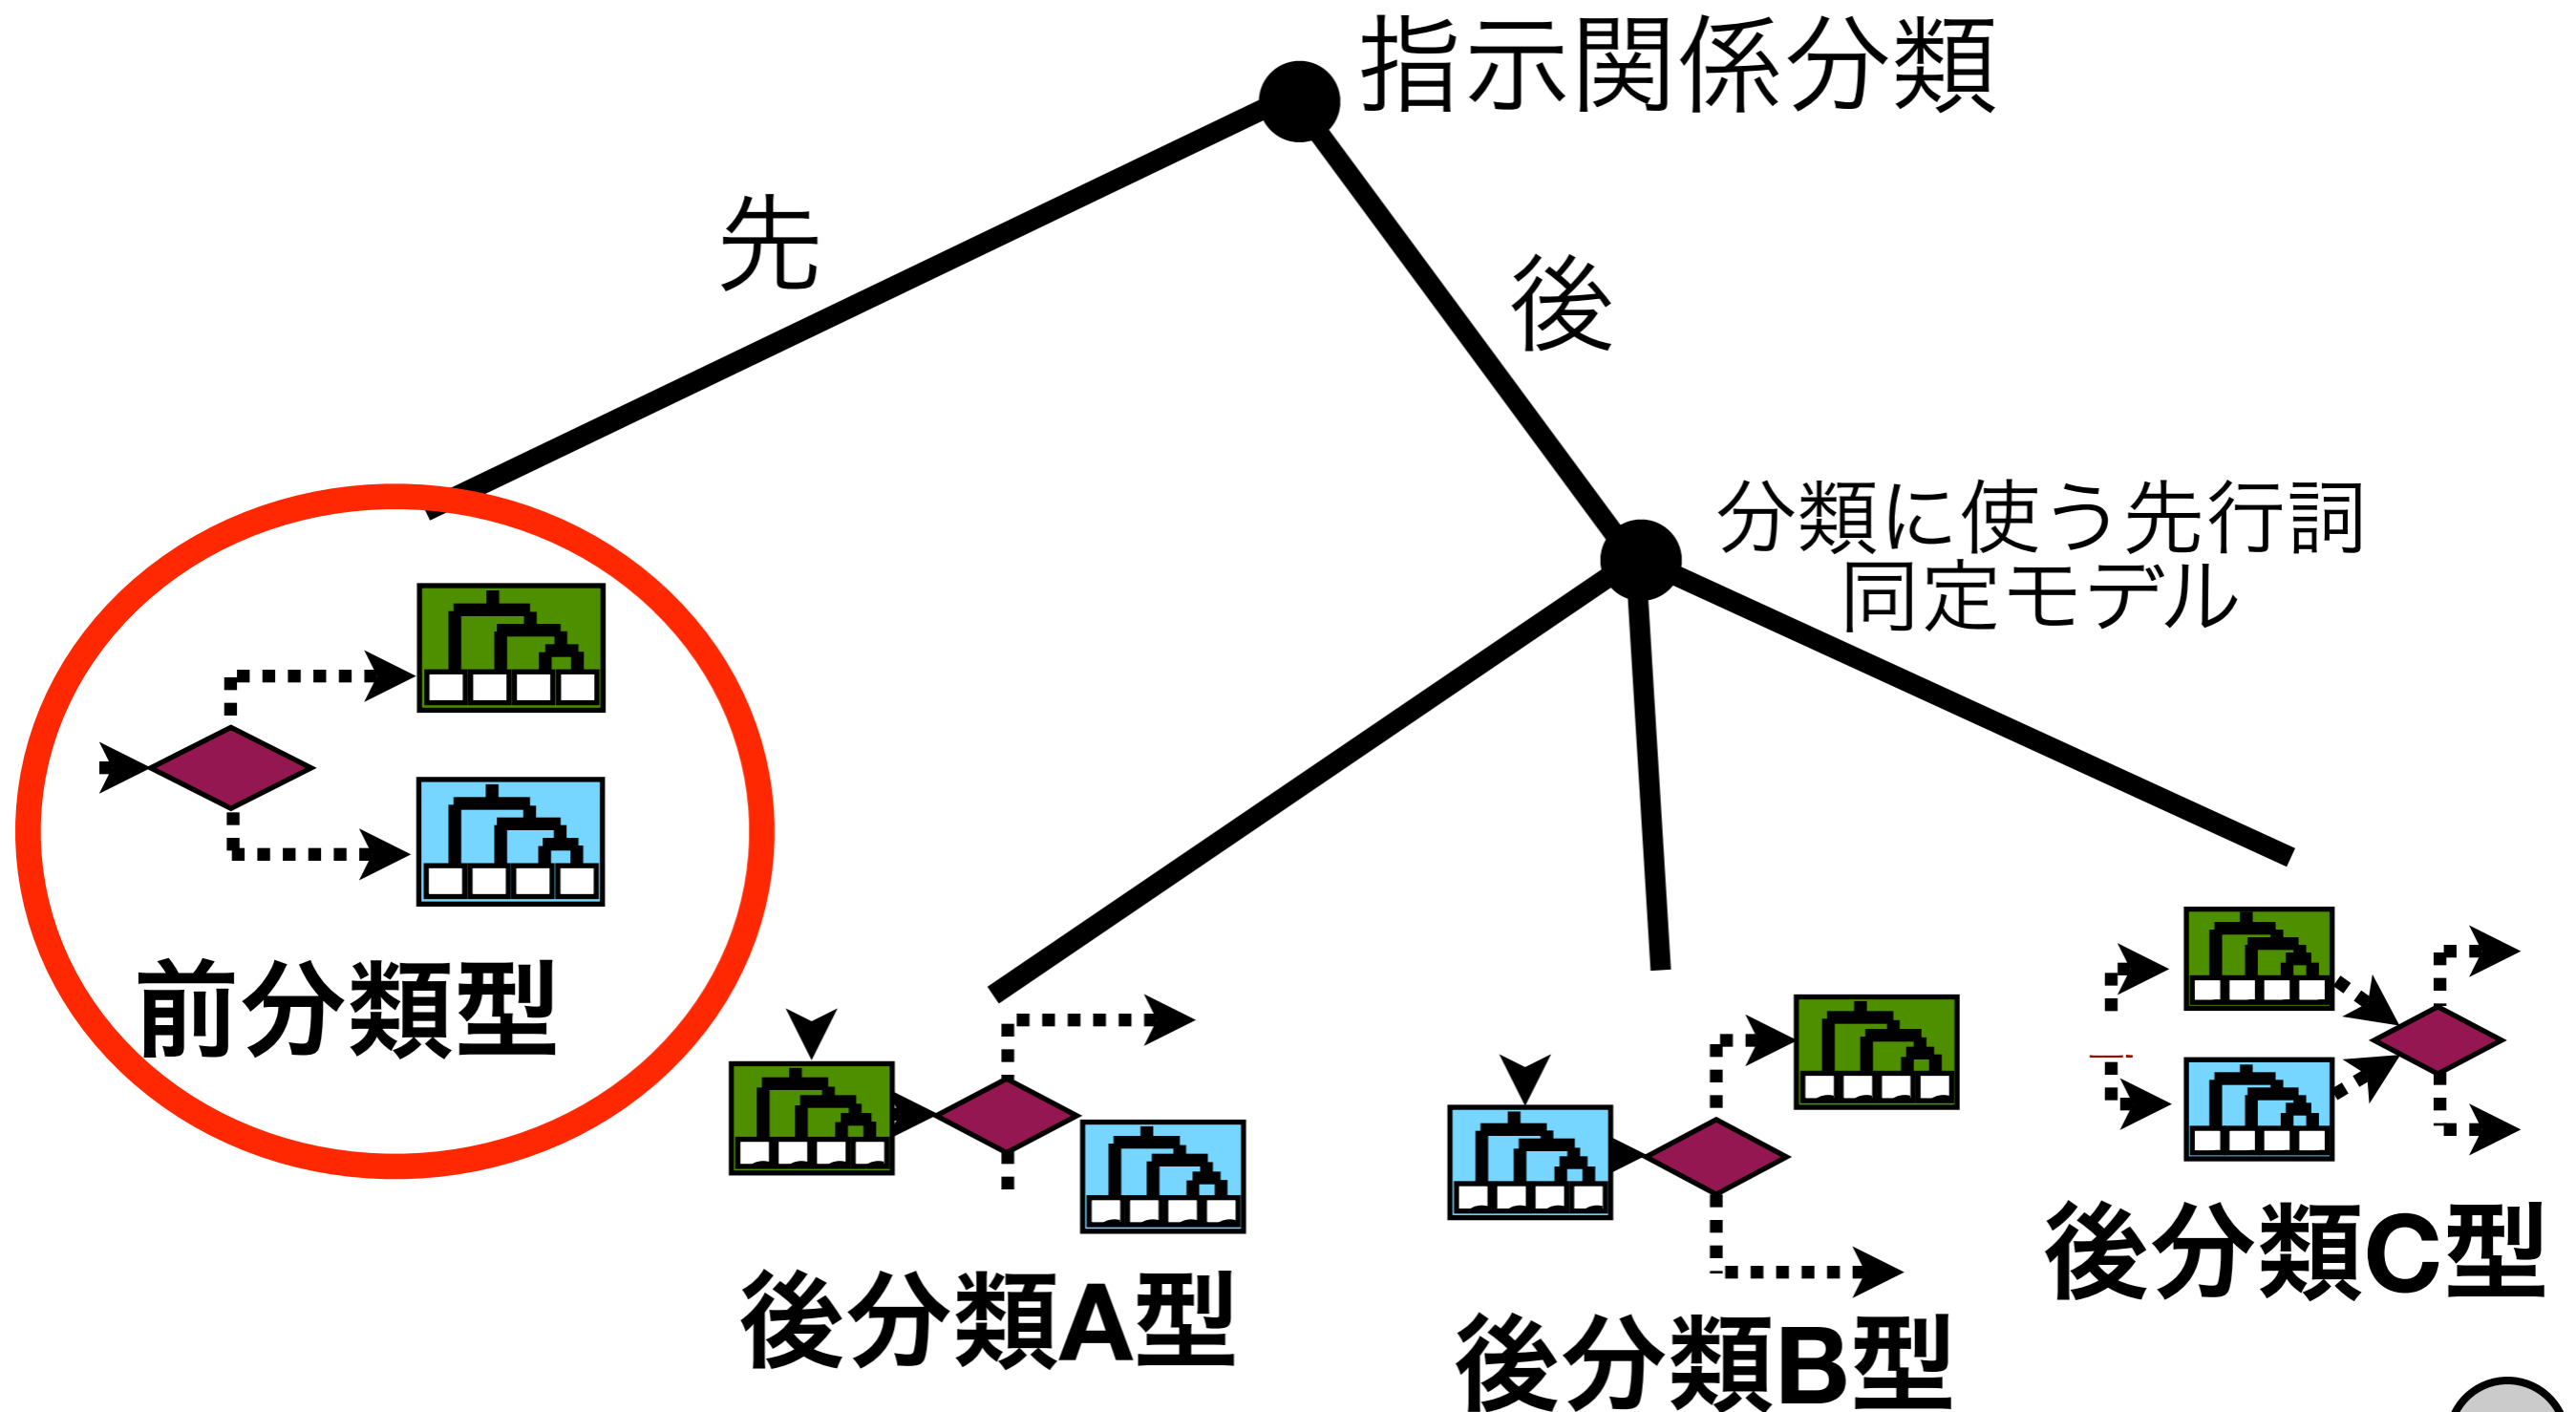 指示関係分類
先
後
分類に使う先行詞
同定モデル
前分類型
後分類A型
後分類B型
後分類C型